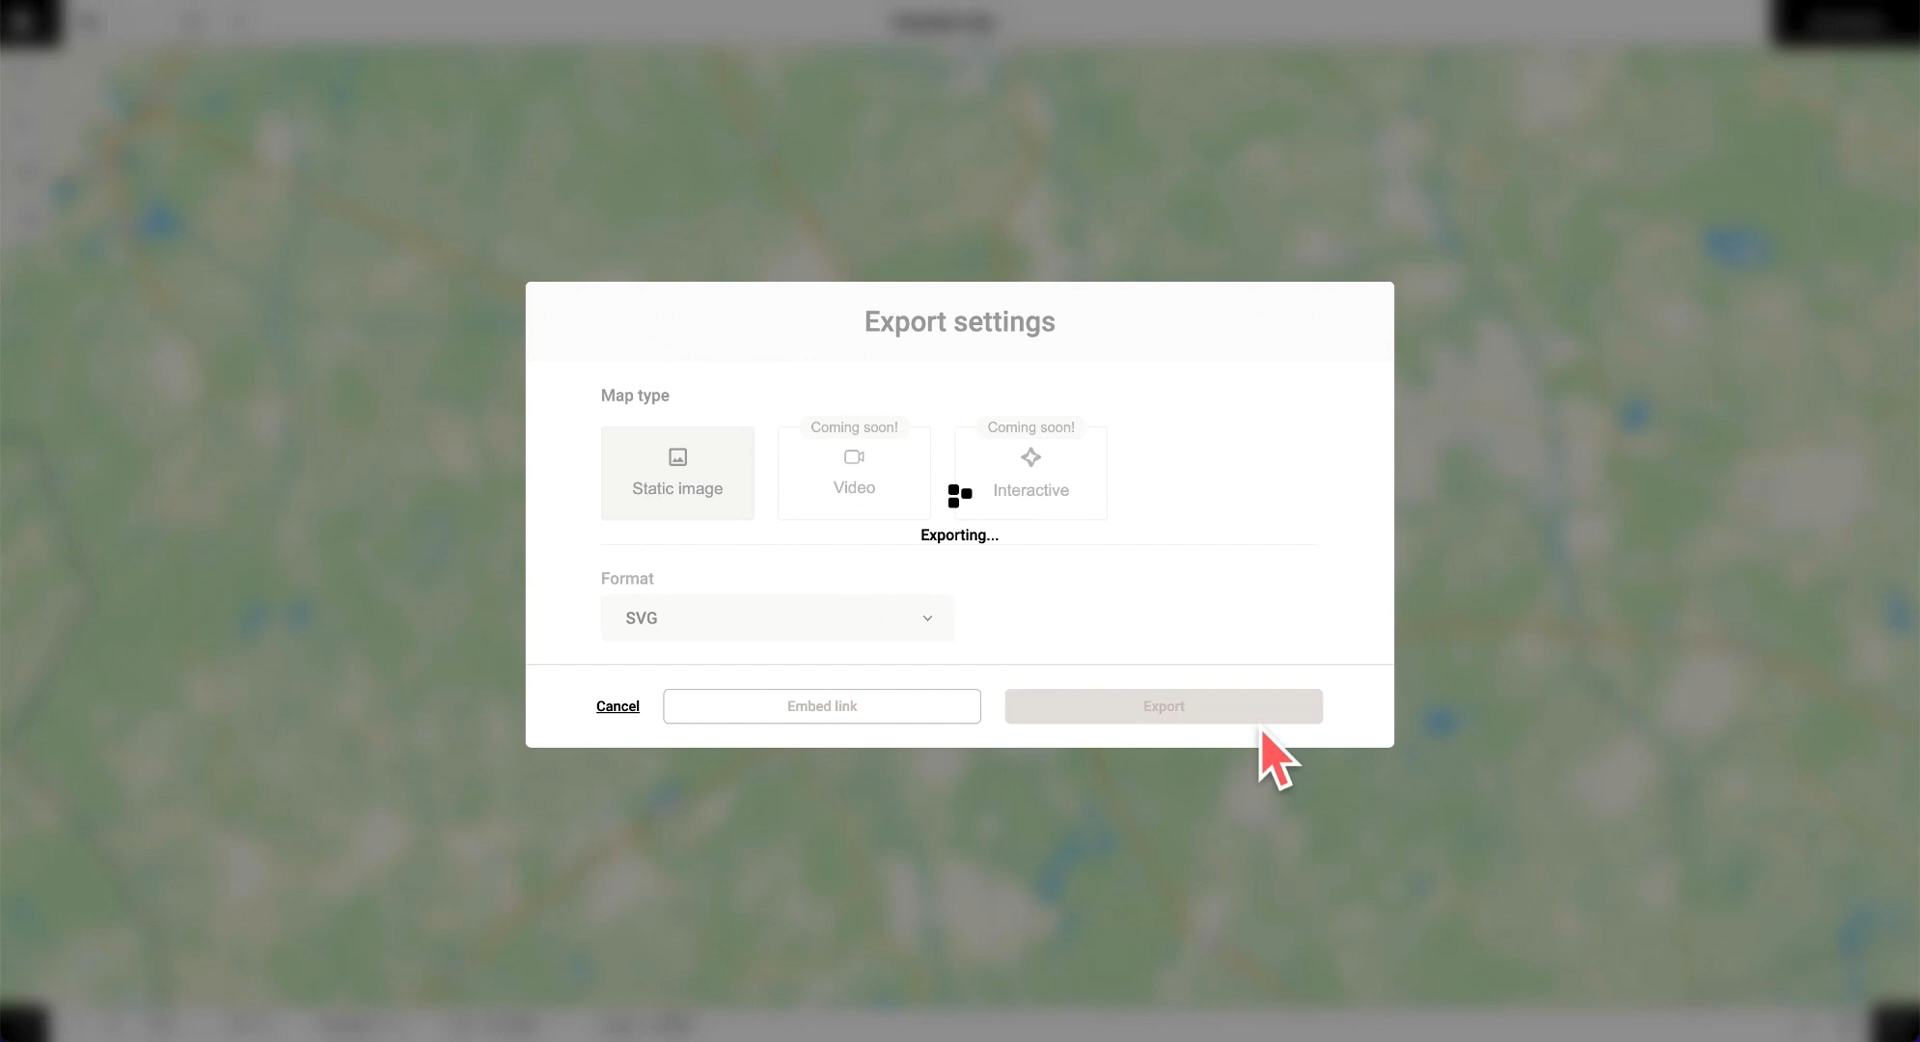 Export settings
Map type
Coming soon!
Coming soon!
Static image
Video
Interactive
Exporting...
Format
SVG
Cancel
Embed link
Export